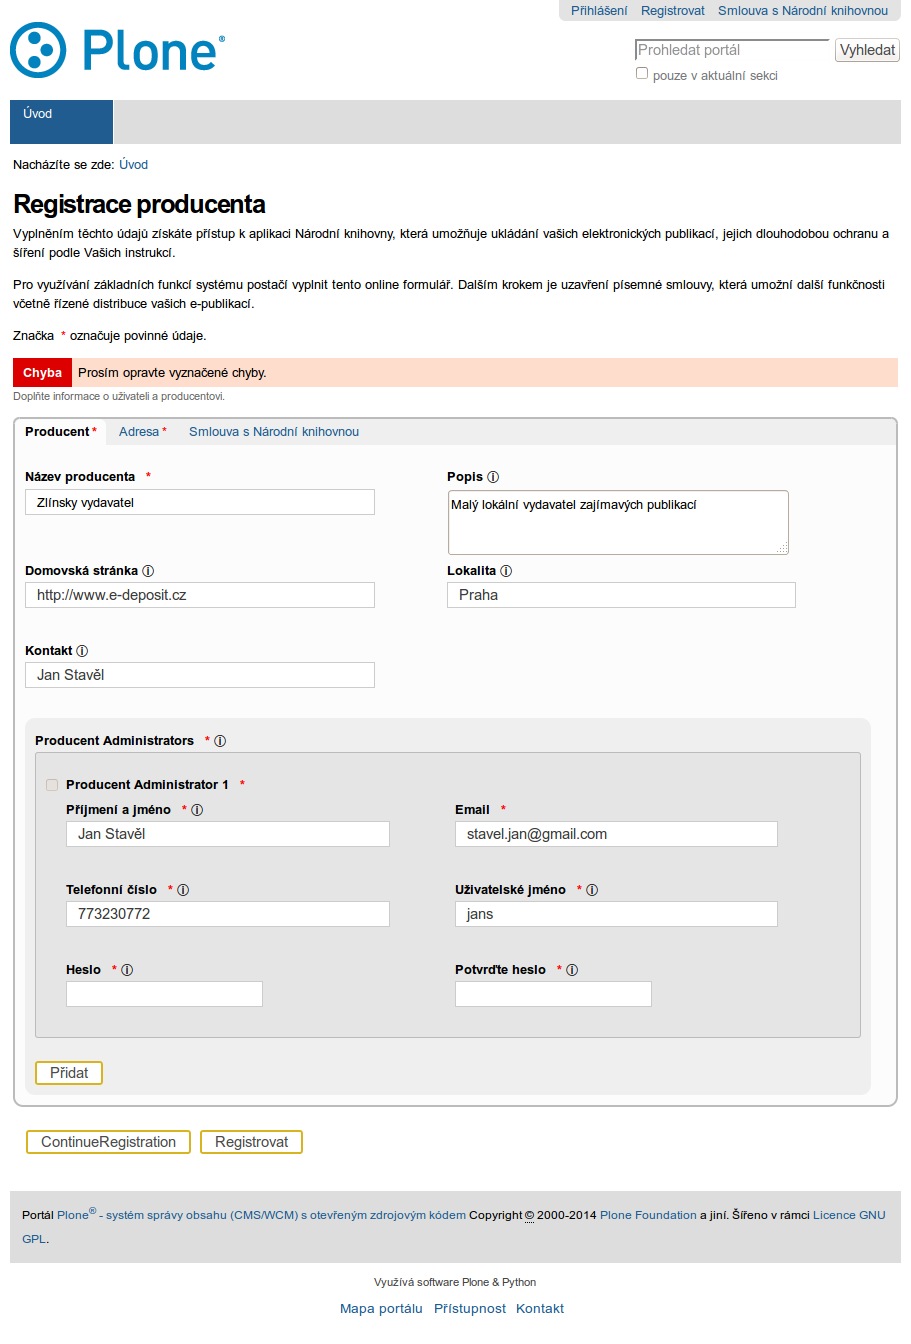 Přihlášení Registrovat Smlouva s Národní knihovnou
Plone®
Prohledat portál Vyhledat
pouze v aktuální sekci
Úvod
Nacházíte se zde: Úvod
Registrace producenta
Vyplněním těchto údajů získáte přístup k aplikaci Národní knihovny, která umožňuje ukládání vašich elektronických publikací, jejich dlouhodobou ochranu a
šíření podle Vašich instrukcí.
Pro využívání základních funkcí systému postačí vyplnit tento online formulář. Dalším krokem je uzavření písemné smlouvy, která umožní další funkčnosti
včetně řízené distribuce vašich e-publikací.
Značka * označuje povinné údaje.
Chyba Prosím opravte vyznačené chyby.
Doplňte informace o uživateli a producentovi.
Producent * Adresa * Smlouva s Národní knihovnou
Název producenta * Popis ⓘ
Zlínsky vydavatel Malý lokální vydavatel zajímavých publikací
Domovská stránka ⓘ Lokalita ⓘ
http://www.e-deposit.cz Praha
Kontakt ⓘ
Jan Stavěl
Producent Administrators * ⓘ
Producent Administrator 1 *
Příjmení a jméno * ⓘ Email *
Jan Stavěl stavel.jan@gmail.com
Telefonní číslo * ⓘ Uživatelské jméno * ⓘ
773230772 jans
Heslo * ⓘ Potvrďte heslo * ⓘ
Přidat
ContinueRegistration Registrovat
Portál Plone® - systém správy obsahu (CMS/WCM) s otevřeným zdrojovým kódem Copyright © 2000-2014 Plone Foundation a jiní. Šířeno v rámci Licence GNU
GPL.
Využívá software Plone & Python
Mapa portálu Přístupnost Kontakt